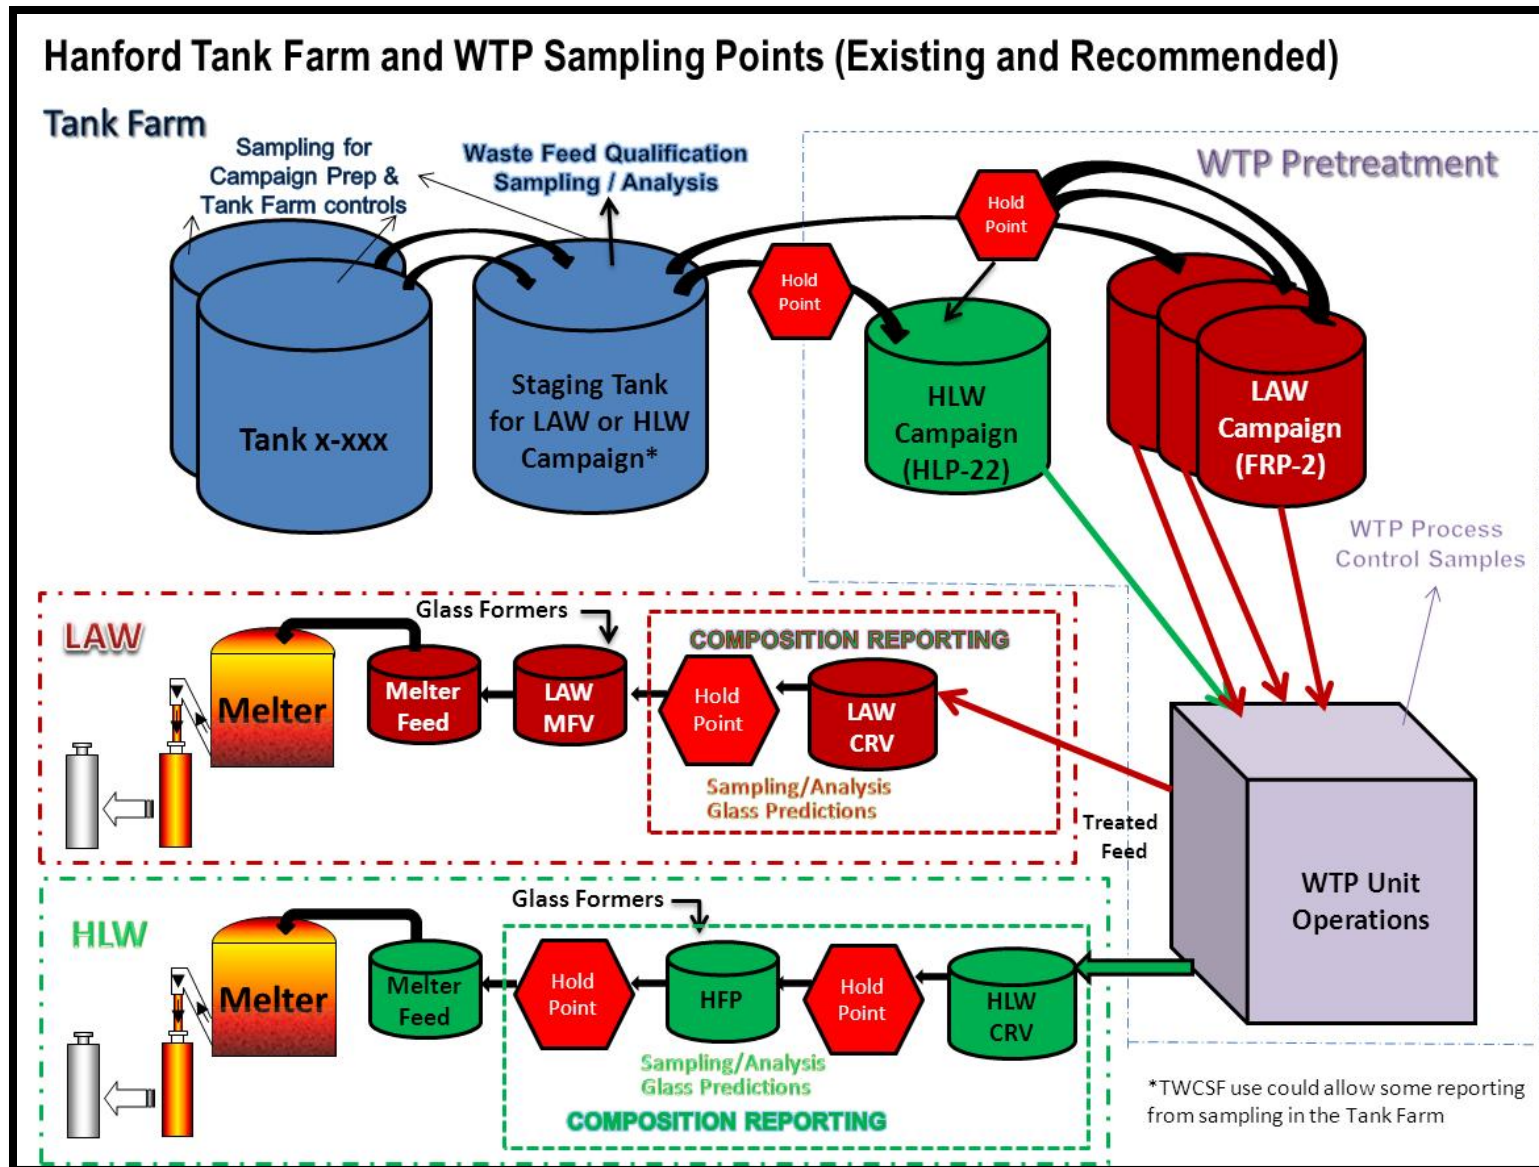 Hanford Tank Farm and WTP Sampling Points (Existing and Recommended)
Tank Farm
Sampling for
Campaign Prep &
Tank Farm controls
Waste Feed Qualification
Sampling / Analysis
WTP Pretreatment
Hold
Point
Hold
Point
Tank x-xxx
Staging Tank
for LAW or HLW
Campaign*
HLW
Campaign
(HLP-22)
LAW
Campaign
(FRP-2)
WTP Process
Control Samples
LAW
Glass Formers
COMPOSITION REPORTING
Melter
Melter
Feed
LAW
MFV
Hold
Point
LAW
CRV
Sampling/Analysis
Glass Predictions
Treated
Feed
WTP Unit
Operations
HLW
Glass Formers
Melter
Melter
Feed
Hold
Point
HFP
Hold
Point
HLW
CRV
Sampling/Analysis
Glass Predictions
COMPOSITION REPORTING
*TWCSF use could allow some reporting
from sampling in the Tank Farm